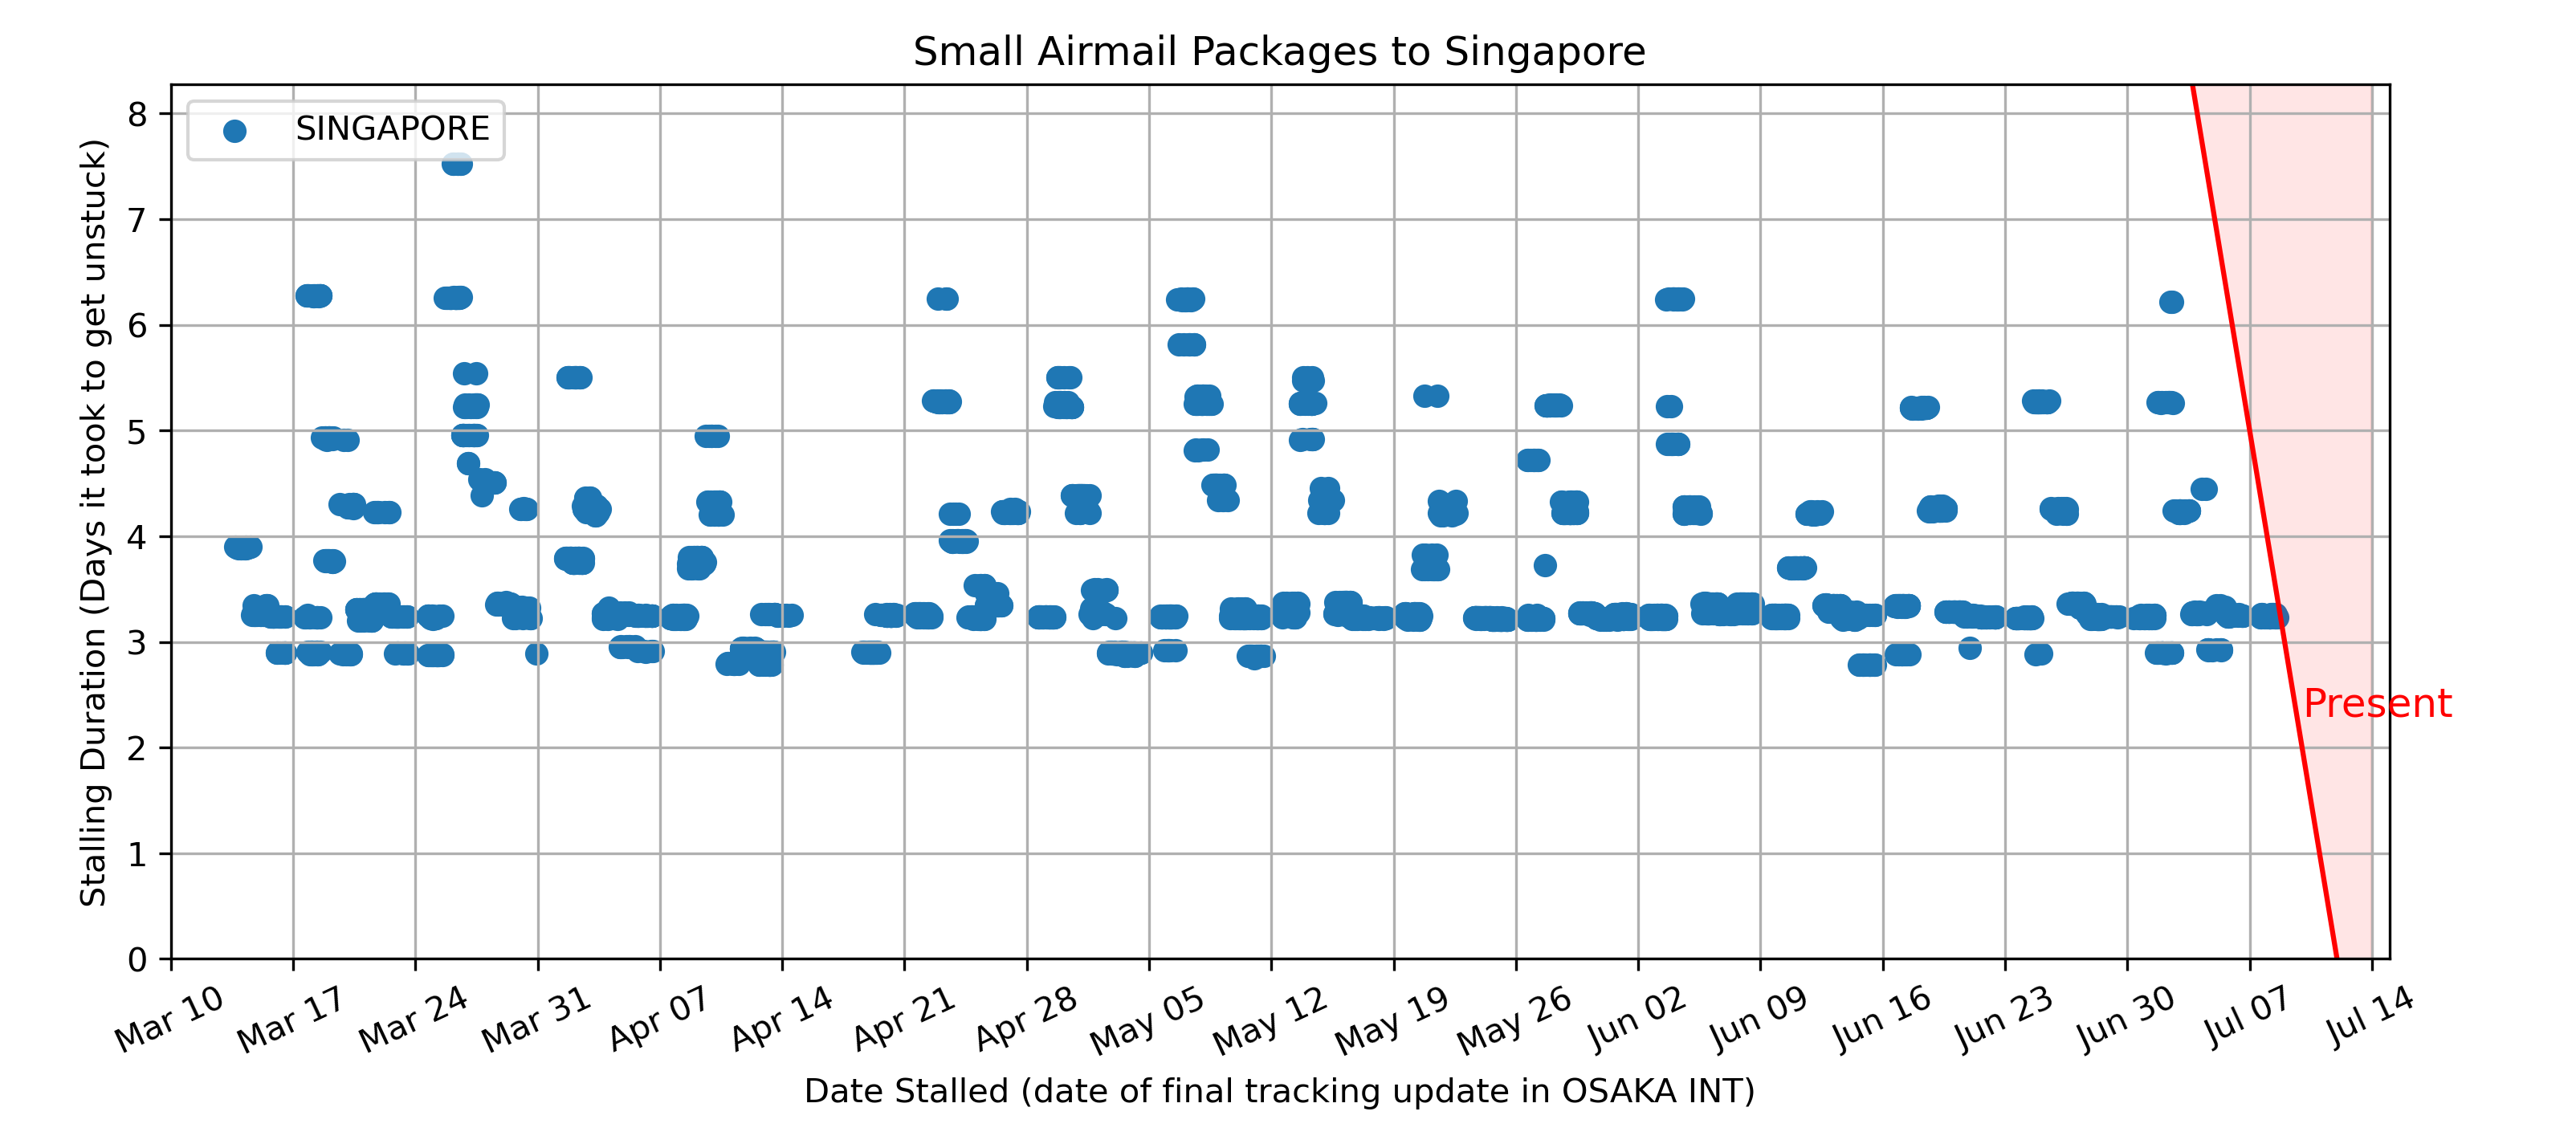 Small Airmail Packages to Singapore
SINGAPORE
Stalling Duration (Days it took to get unstuck)
8
7
6
5
4
3
2
1
0
Present
Mar 10 Mar 17 Mar 24 Mar 31 Apr 07 Apr 14 Apr 21 Apr 28 May 05 May 12 May 19 May 26 Jun 02 Jun 09 Jun 16 Jun 23 Jun 30 Jul 07 Jul 14
Date Stalled (date of final tracking update in OSAKA INT)